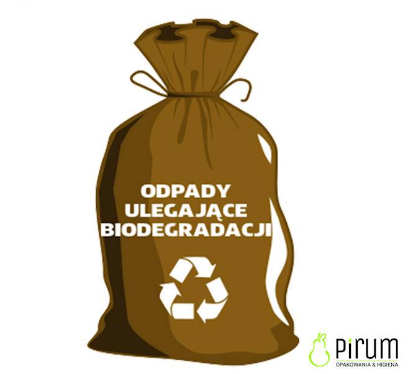 ODPADY
ULEGAJĄCE
BIODEGRADACJI
Pirum
OPAKOWANIA & HIGIENA